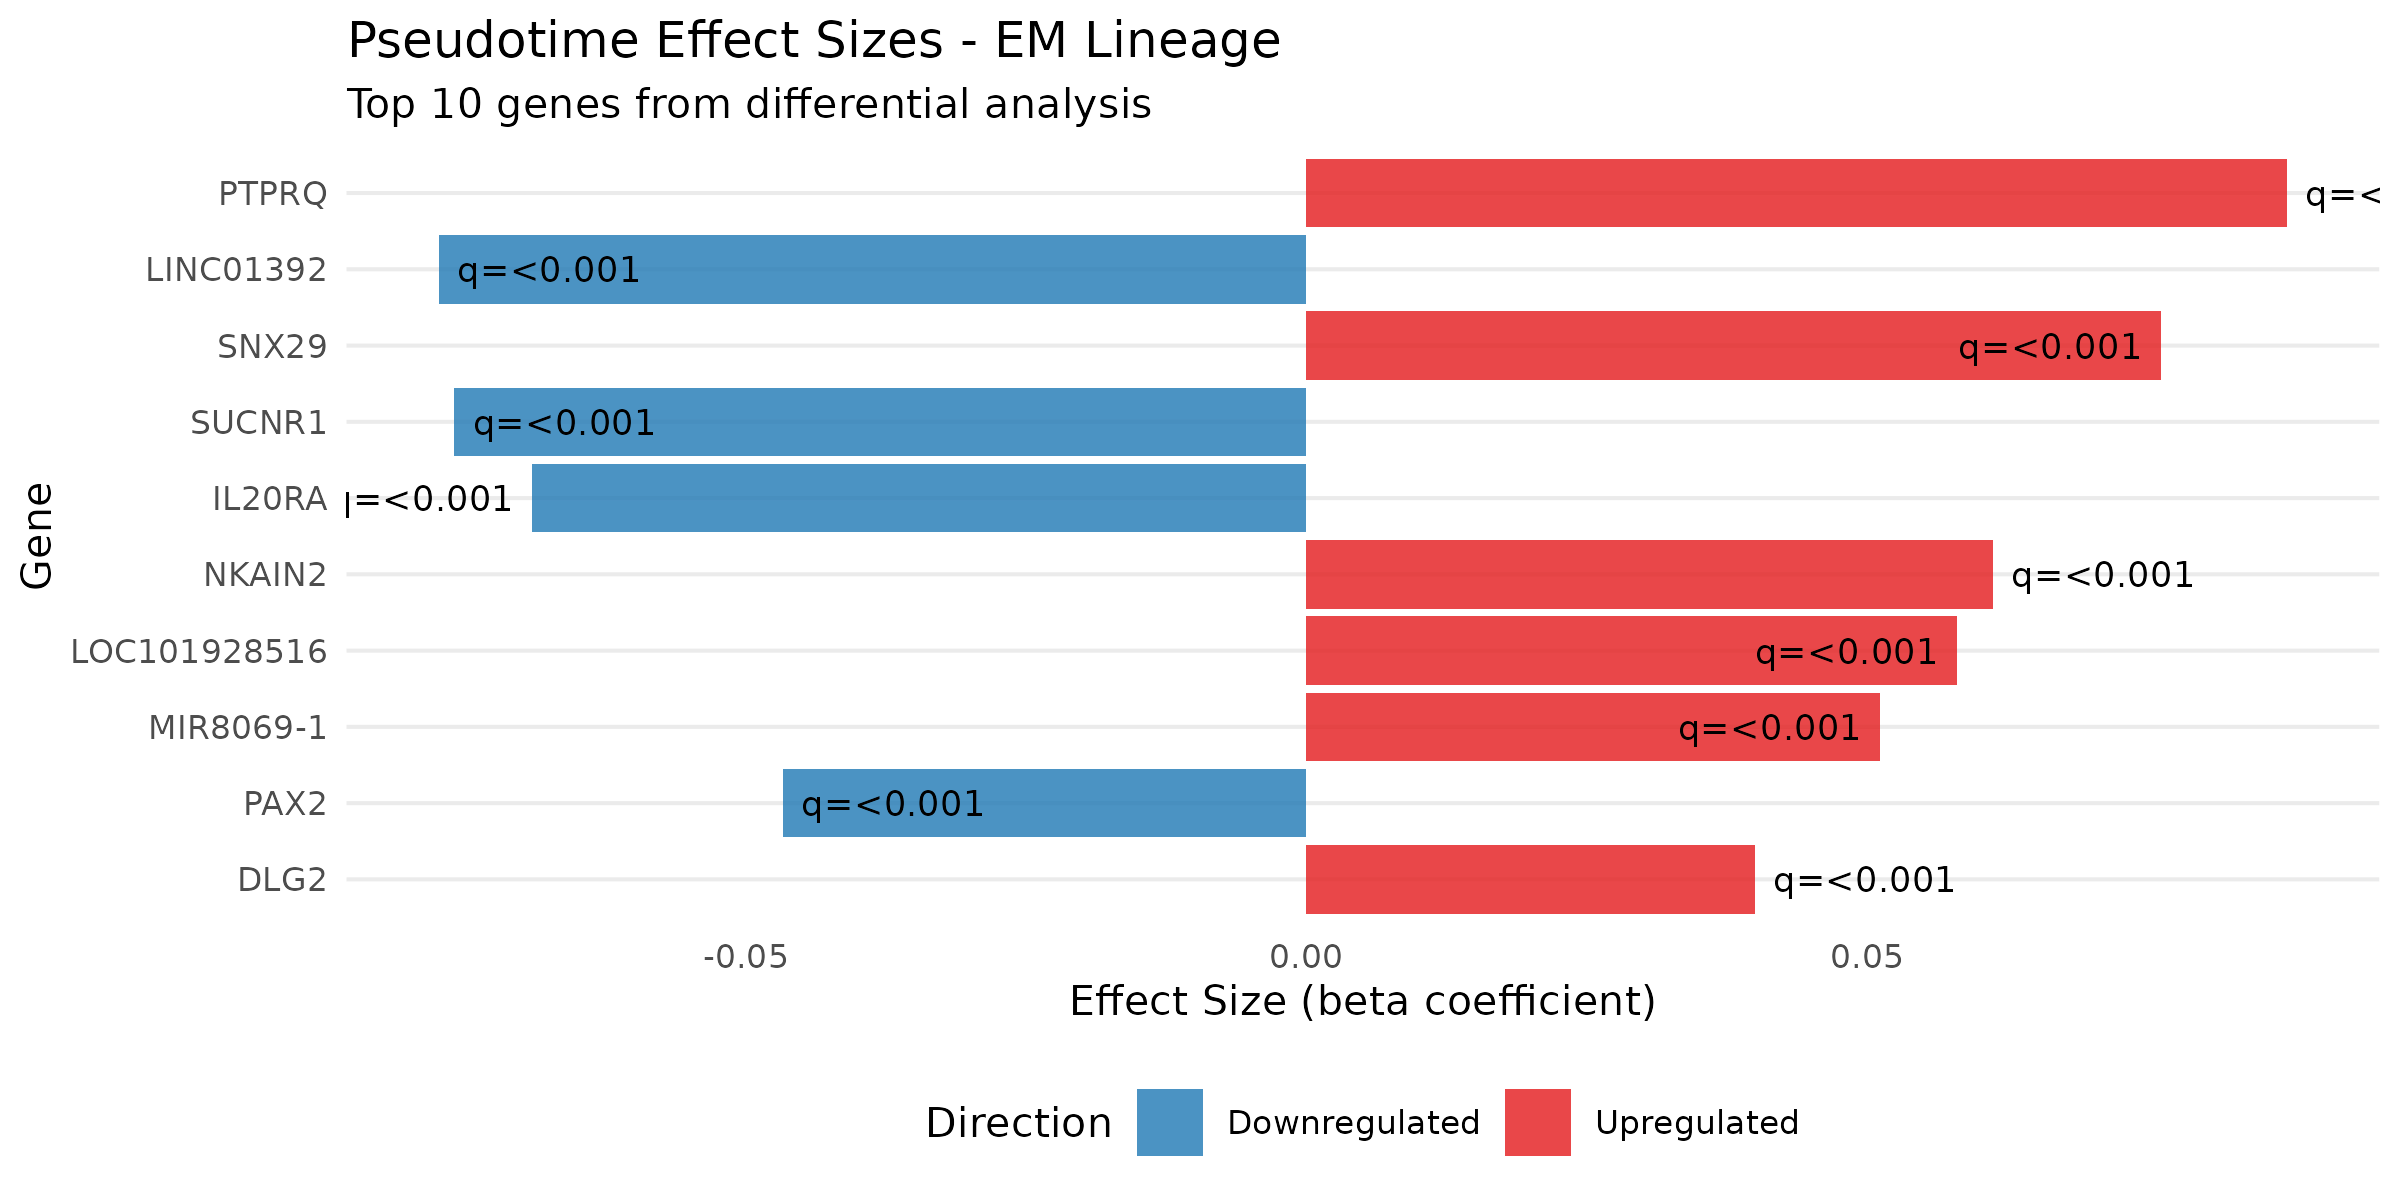 Pseudotime Effect Sizes - EM Lineage
Top 10 genes from differential analysis
Gene
PTPRQ q=<
LINC01392 q=<0.001
SNX29 q=<0.001
SUCNR1 q=<0.001
IL20RA =<0.001
NKAIN2 q=<0.001
LOC101928516 q=<0.001
MIR8069-1 q=<0.001
PAX2 q=<0.001
DLG2 q=<0.001
-0.05 0.00 0.05
Effect Size (beta coefficient)
Direction Downregulated Upregulated